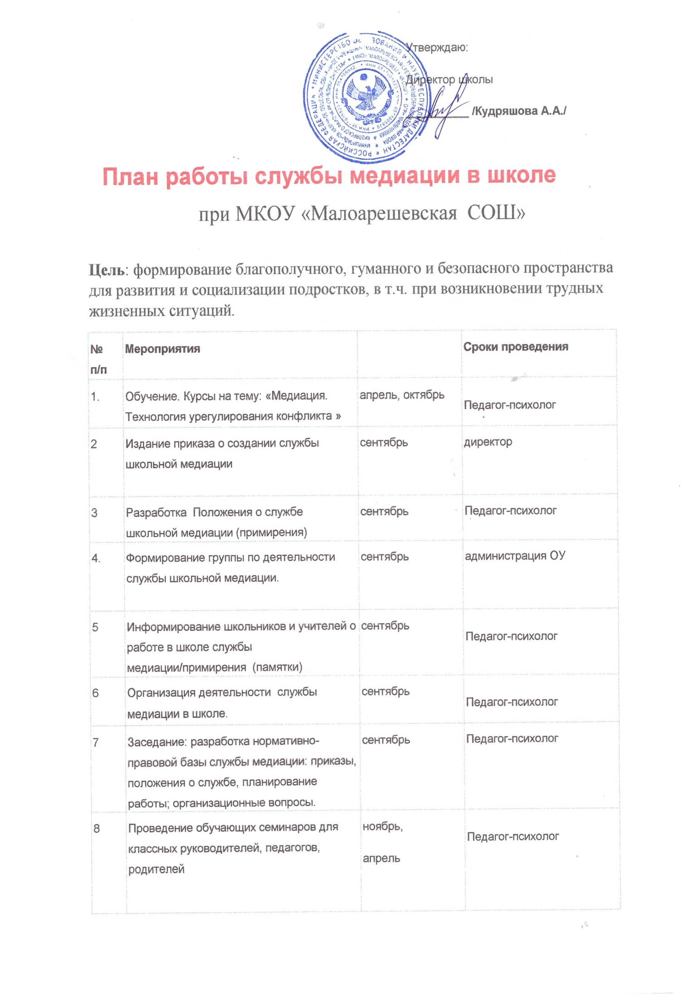 Утверждаю:
Директор школы
/Кудряшова А.А./
План работы службы медиации в школе
при МКОУ «Малоарешевская СОШ»
Цель: формирование благополучного, гуманного и безопасного пространства
для развития и социализации подростков, в т.ч. при возникновении трудных
жизненных ситуаций.
№ Мероприятия Сроки проведения
п/п
1. Обучение. Курсы на тему: «Медиация. апрель, октябрь
Педагог-психолог
Технология урегулирования конфликта »
2 Издание приказа о создании службы сентябрь директор
школьной медиации
3 Разработка Положения о службе сентябрь Педагог-психолог
школьной медиации (примирения)
4. Формирование группы по деятельности сентябрь администрация ОУ
службы школьной медиации.
5 Информирование школьников и учителей о сентябрь
Педагог-психолог
работе в школе службы
медиации/примирения (памятки)
6 Организация деятельности службы сентябрь
Педагог-психолог
медиации в школе.
7 Заседание: разработка нормативно- сентябрь Педагог-психолог
правовой базы службы медиации: приказы,
положения о службе, планирование
работы; организационные вопросы.
8 Проведение обучающих семинаров для ноябрь,
Педагог-психолог
классных руководителей, педагогов,
апрель
родителей
РОССИЙСКАЯ ФЕДЕРАЦИЯ * МИНИСТЕРСТВО И НАУКИ РЕСПУБЛИКИ ДАГЕСТАН